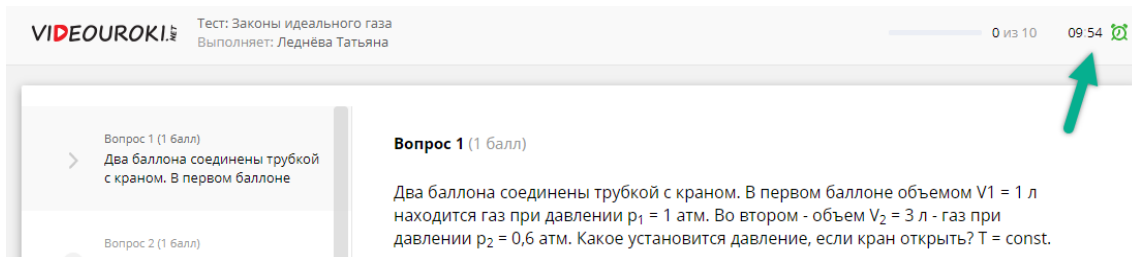 VIDEOUROKI.NET
Тест: Законы идеального газа
Выполняет: Леднёва Татьяна
0 из 10
09:54
Вопрос 1 (1 балл)
Два баллона соединены трубкой
с краном. В первом баллоне
Вопрос 2 (1 балл)
Вопрос 1 (1 балл)
Два баллона соединены трубкой с краном. В первом баллоне объемом V1 = 1 л
находится газ при давлении p₁ = 1 атм. Во втором - объем V₂ = 3 л - газ при
давлении p₂ = 0,6 атм. Какое установится давление, если кран открыть? T = const.